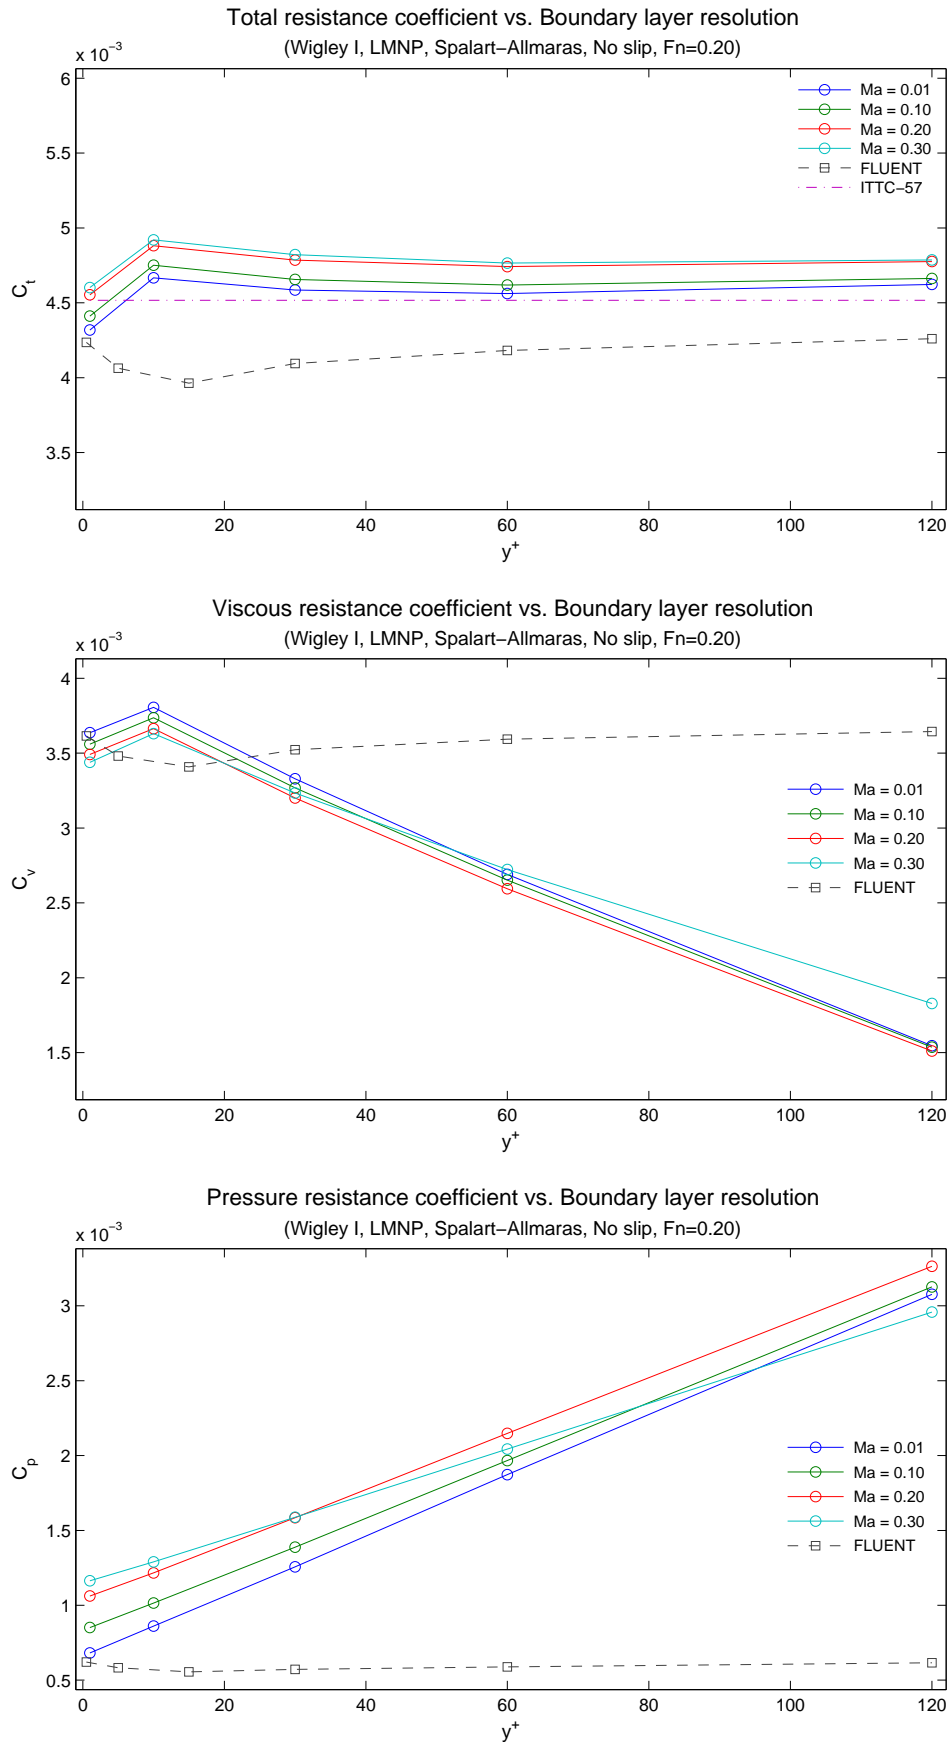 Total resistance coefficient vs. Boundary layer resolution
(Wigley I, LMNP, Spalart−Allmaras, No slip, Fn=0.20)
x 10⁻³
6
5.5
5
4.5
4
3.5
C_t
0 20 40 60 80 100 120
y⁺
Ma = 0.01
Ma = 0.10
Ma = 0.20
Ma = 0.30
FLUENT
ITTC−57
Viscous resistance coefficient vs. Boundary layer resolution
(Wigley I, LMNP, Spalart−Allmaras, No slip, Fn=0.20)
x 10⁻³
4
3.5
3
2.5
2
1.5
C_v
0 20 40 60 80 100 120
y⁺
Ma = 0.01
Ma = 0.10
Ma = 0.20
Ma = 0.30
FLUENT
Pressure resistance coefficient vs. Boundary layer resolution
(Wigley I, LMNP, Spalart−Allmaras, No slip, Fn=0.20)
x 10⁻³
3
2.5
2
1.5
1
0.5
C_p
0 20 40 60 80 100 120
y⁺
Ma = 0.01
Ma = 0.10
Ma = 0.20
Ma = 0.30
FLUENT